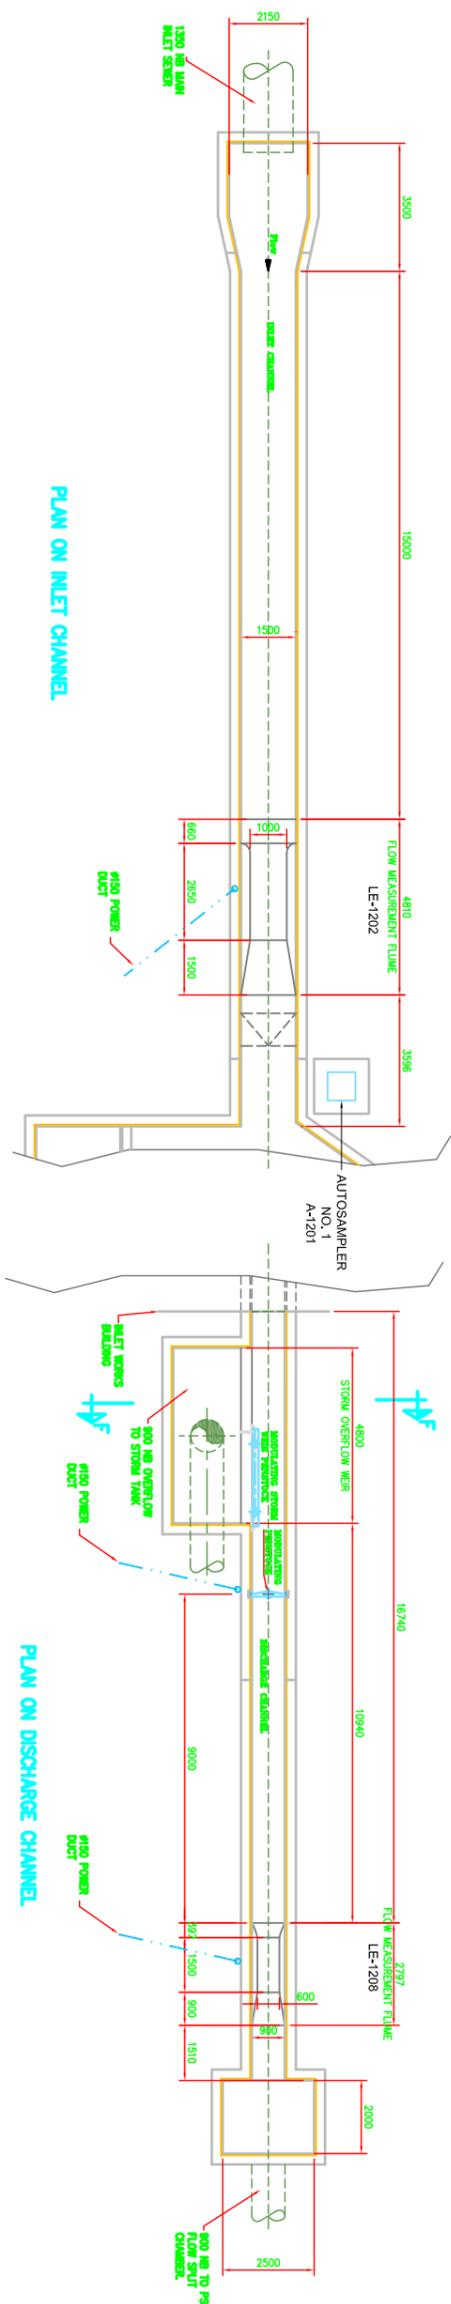 2150
1350 NB MAIN
INLET SEWER
3500
Flow
INLET CHANNEL
15000
PLAN ON INLET CHANNEL
1500
660
1000
4810
FLOW MEASUREMENT FLUME
LE-1202
2650
Ø150 POWER
DUCT
1500
3596
AUTOSAMPLER
NO. 1
A-1201
INLET WORKS
BUILDING
F
F
4800
STORM OVERFLOW WEIR
900 NB OVERFLOW
TO STORM TANK
MODULATING STORM
WEIR PENSTOCK
MODULATING
PENSTOCK
Ø150 POWER
DUCT
16740
DISCHARGE CHANNEL
10940
9000
PLAN ON DISCHARGE CHANNEL
Ø150 POWER
DUCT
397
2797
FLOW MEASUREMENT FLUME
LE-1208
1500
600
900
900
1510
2000
2500
900 NB TO PS
FLOW SPLIT
CHAMBER.